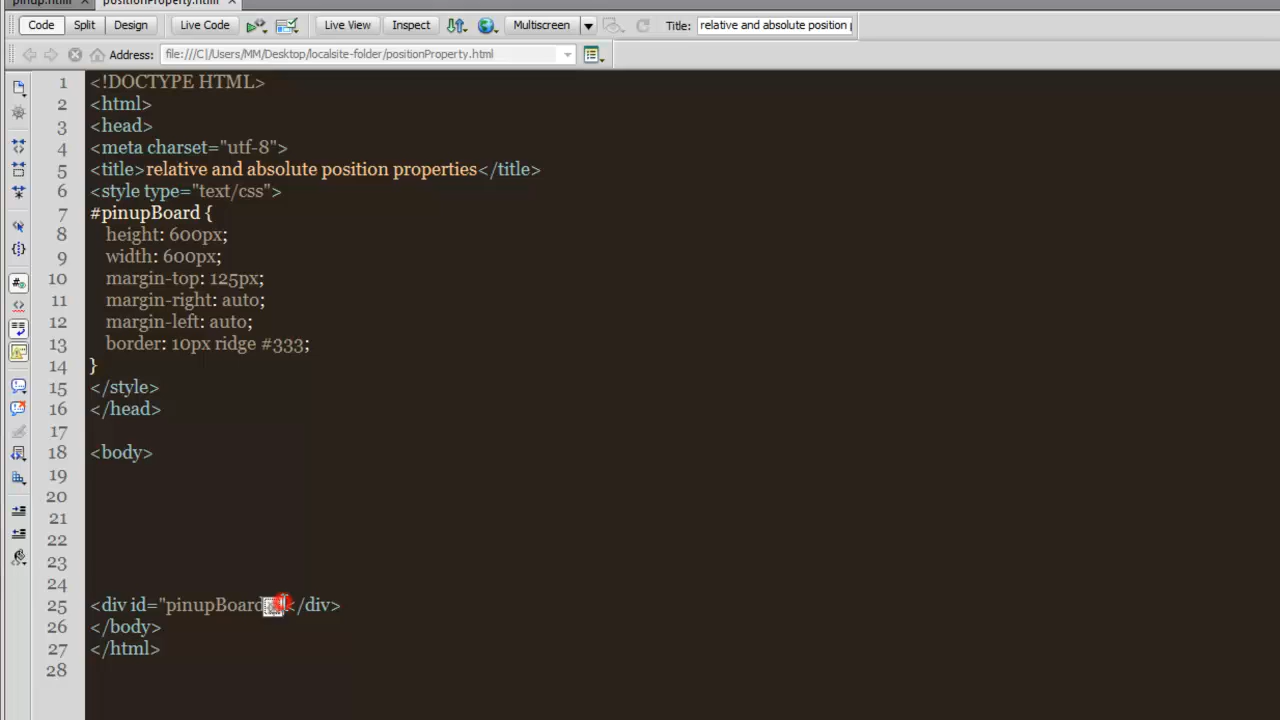 pinup.html × positionProperty.html ×
Code Split Design Live Code Live View Inspect Multiscreen Title: relative and absolute position p
Address: file:///C|/Users/MM/Desktop/localsite-folder/positionProperty.html
1 <!DOCTYPE HTML>
2 <html>
3 <head>
4 <meta charset="utf-8">
5 <title>relative and absolute position properties</title>
6 <style type="text/css">
7 #pinupBoard {
8 height: 600px;
9 width: 600px;
10 margin-top: 125px;
11 margin-right: auto;
12 margin-left: auto;
13 border: 10px ridge #333;
14 }
15 </style>
16 </head>
17
18 <body>
19
20
21
22
23
24
25 <div id="pinupBoard </div>
26 </body>
27 </html>
28